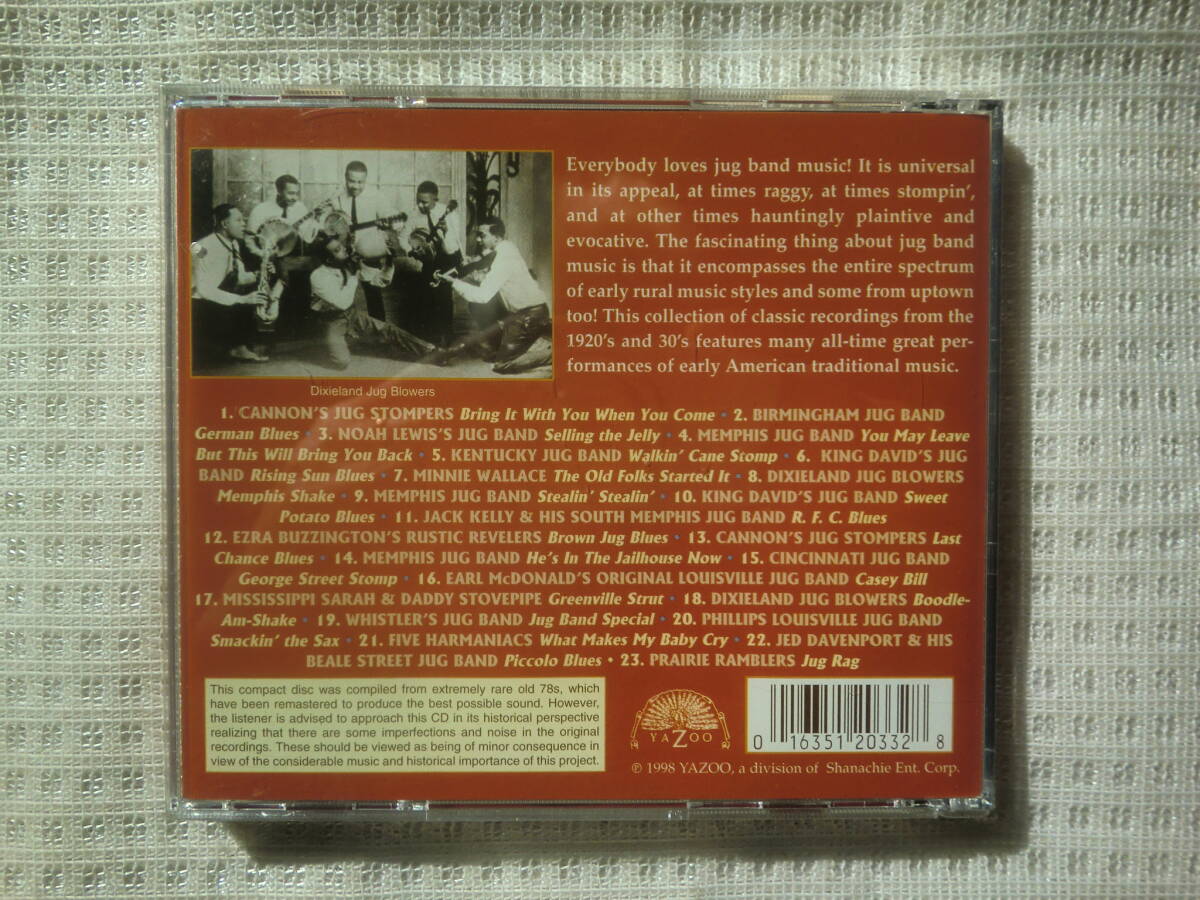 Everybody loves jug band music! It is universal
in its appeal, at times raggy, at times stompin',
and at other times hauntingly plaintive and
evocative. The fascinating thing about jug band
music is that it encompasses the entire spectrum
of early rural music styles and some from uptown
too! This collection of classic recordings from the
1920's and 30's features many all-time great per-
formances of early American traditional music.
Dixieland Jug Blowers
1. CANNON'S JUG STOMPERS Bring It With You When You Come • 2. BIRMINGHAM JUG BAND
German Blues • 3. NOAH LEWIS'S JUG BAND Selling the Jelly • 4. MEMPHIS JUG BAND You May Leave
But This Will Bring You Back • 5. KENTUCKY JUG BAND Walkin' Cane Stomp • 6. KING DAVID'S JUG
BAND Rising Sun Blues • 7. MINNIE WALLACE The Old Folks Started It • 8. DIXIELAND JUG BLOWERS
Memphis Shake • 9. MEMPHIS JUG BAND Stealin' Stealin' • 10. KING DAVID'S JUG BAND Sweet
Potato Blues • 11. JACK KELLY & HIS SOUTH MEMPHIS JUG BAND R. F. C. Blues
12. EZRA BUZZINGTON'S RUSTIC REVELERS Brown Jug Blues • 13. CANNON'S JUG STOMPERS Last
Chance Blues • 14. MEMPHIS JUG BAND He's In The Jailhouse Now • 15. CINCINNATI JUG BAND
George Street Stomp • 16. EARL McDONALD'S ORIGINAL LOUISVILLE JUG BAND Casey Bill
17. MISSISSIPPI SARAH & DADDY STOVEPIPE Greenville Strut • 18. DIXIELAND JUG BLOWERS Boodle-
Am-Shake • 19. WHISTLER'S JUG BAND Jug Band Special • 20. PHILLIPS LOUISVILLE JUG BAND
Smackin' the Sax • 21. FIVE HARMANIACS What Makes My Baby Cry • 22. JED DAVENPORT & HIS
BEALE STREET JUG BAND Piccolo Blues • 23. PRAIRIE RAMBLERS Jug Rag
This compact disc was compiled from extremely rare old 78s, which
have been remastered to produce the best possible sound. However,
the listener is advised to approach this CD in its historical perspective
realizing that there are some imperfections and noise in the original
recordings. These should be viewed as being of minor consequence in
view of the considerable music and historical importance of this project.
YAZOO
0 16351 20332 8
℗ 1998 YAZOO, a division of Shanachie Ent. Corp.